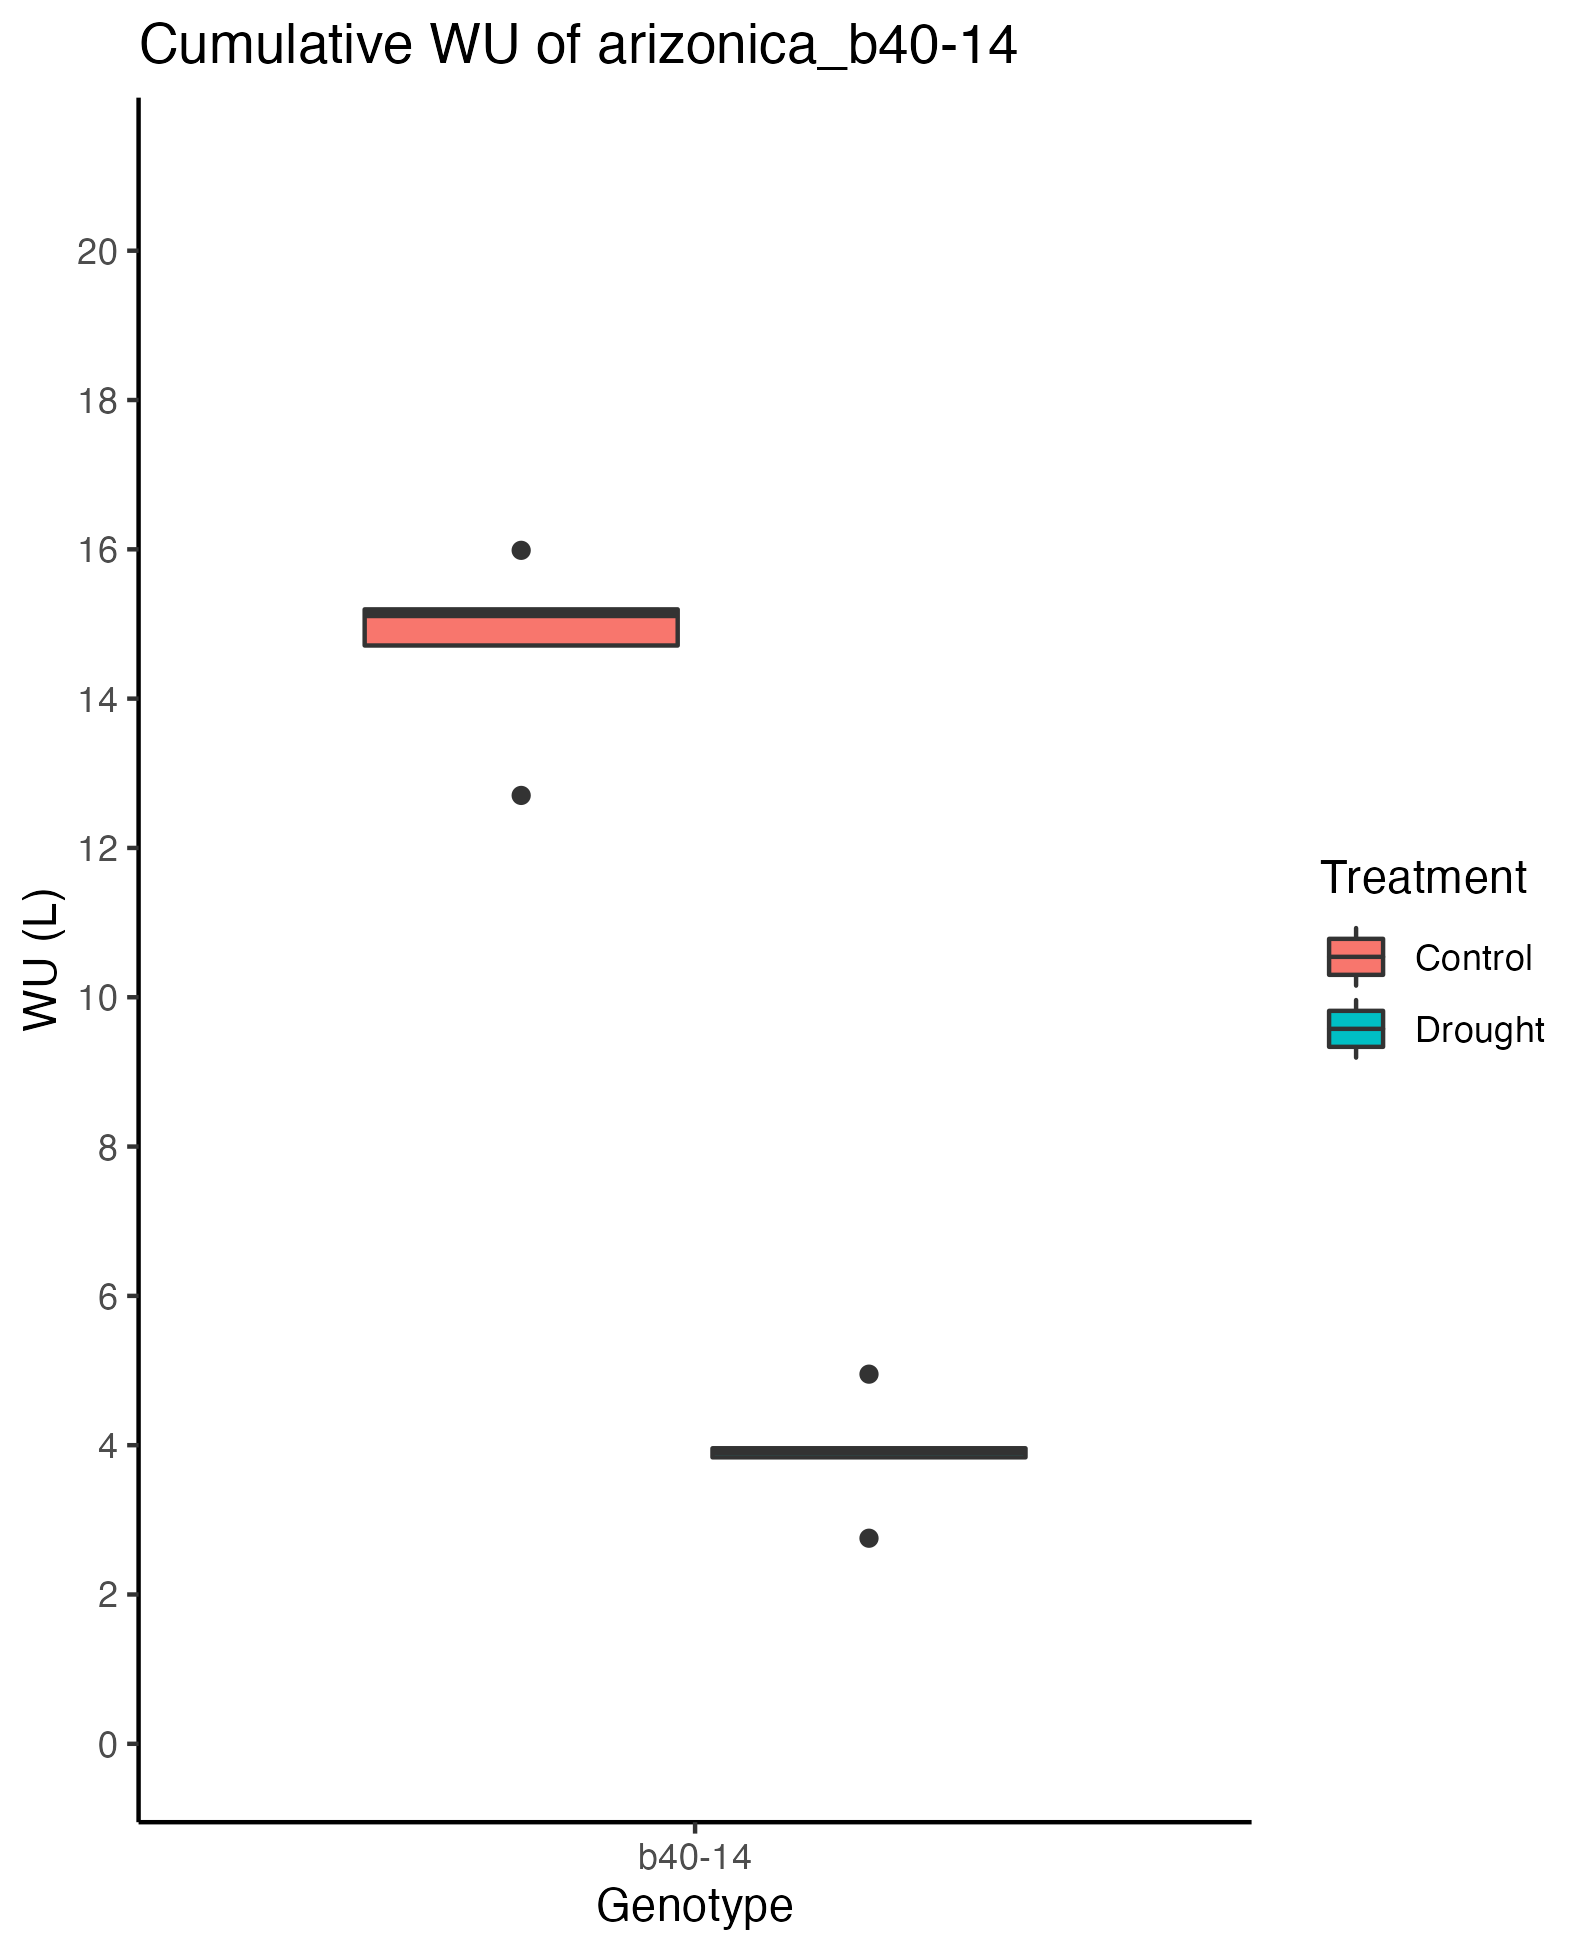 Cumulative WU of arizonica_b40-14
20
18
16
14
12
10
8
6
4
2
0
WU (L)
b40-14
Genotype
Treatment
Control
Drought